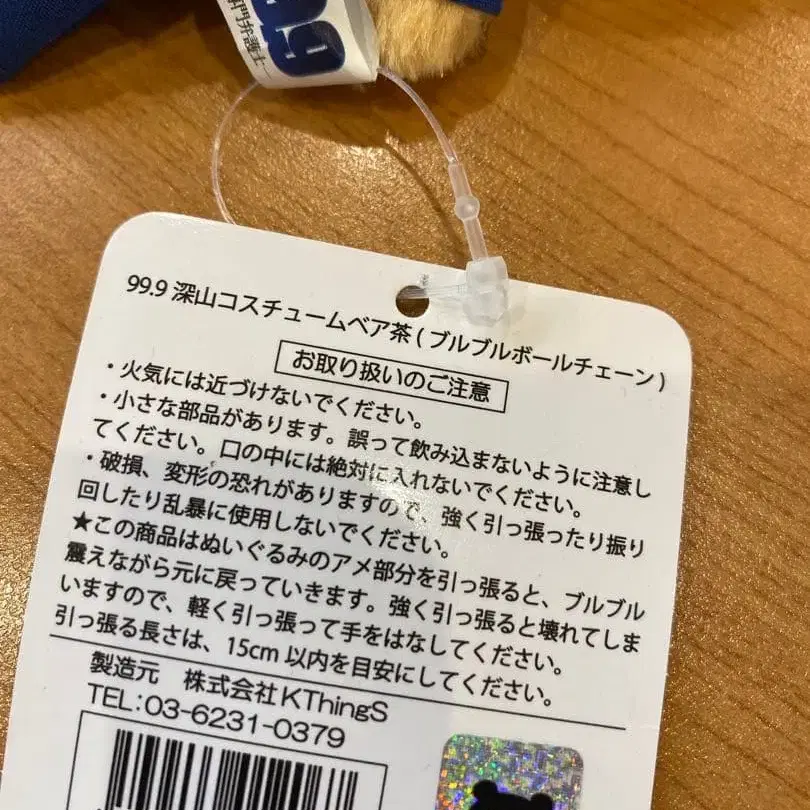 門弁護士
99.9 深山コスチュームベア茶(ブルブルボールチェーン)
お取り扱いのご注意
・火気には近づけないでください。
・小さな部品があります。誤って飲み込まないように注意し
てください。口の中には絶対に入れないでください。
・破損、変形の恐れがありますので、強く引っ張ったり振り
回したり乱暴に使用しないでください。
★この商品はぬいぐるみのアメ部分を引っ張ると、ブルブル
震えながら元に戻っていきます。強く引っ張ると壊れてしま
いますので、軽く引っ張って手をはなしてください。
引っ張る長さは、15cm 以内を目安にしてください。
製造元 株式会社KThingS
TEL:03-6231-0379